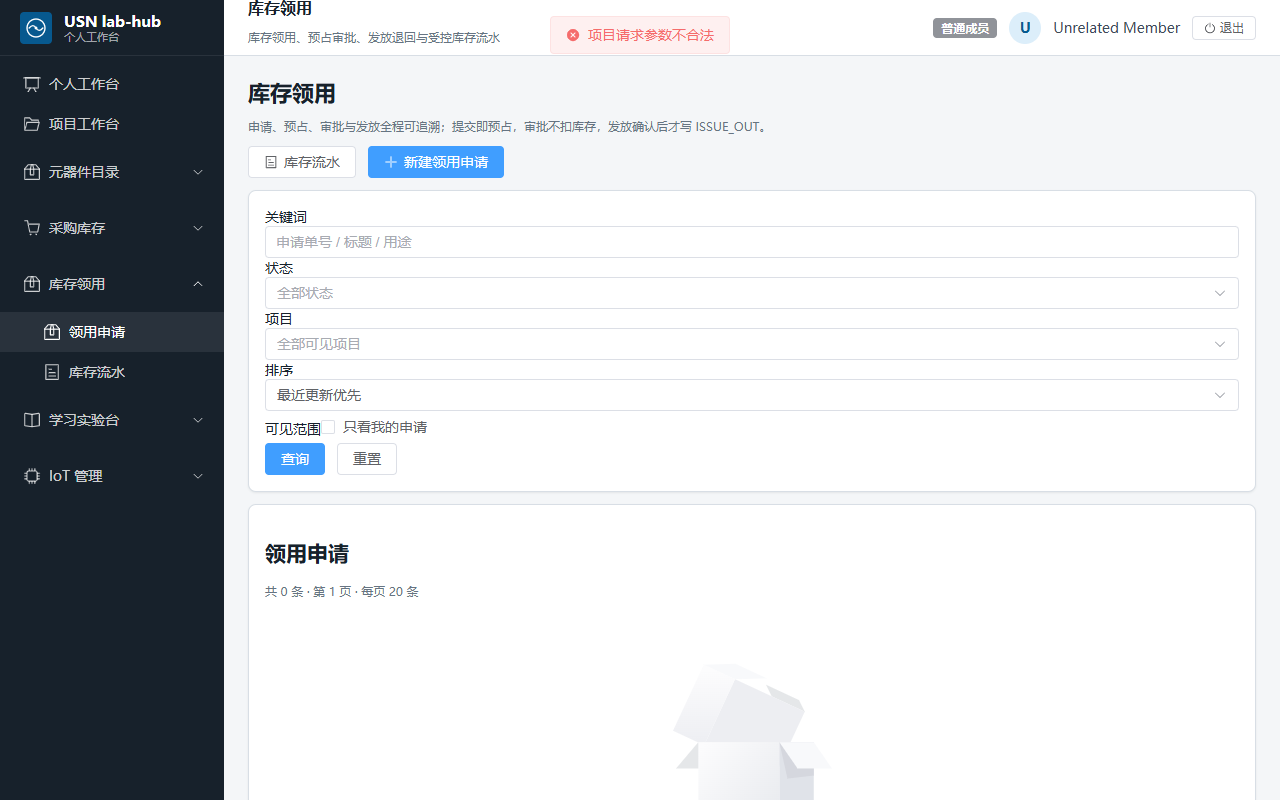 USN lab-hub
个人工作台
个人工作台
项目工作台
元器件目录
采购库存
库存领用
领用申请
库存流水
学习实验台
IoT 管理
库存领用
库存领用、预占审批、发放退回与受控库存流水
项目请求参数不合法
普通成员
U
Unrelated Member
退出
库存领用
申请、预占、审批与发放全程可追溯；提交即预占，审批不扣库存，发放确认后才写 ISSUE_OUT。
库存流水
新建领用申请
关键词
申请单号 / 标题 / 用途
状态
全部状态
项目
全部可见项目
排序
最近更新优先
可见范围 只看我的申请
查询
重置
领用申请
共 0 条 · 第 1 页 · 每页 20 条